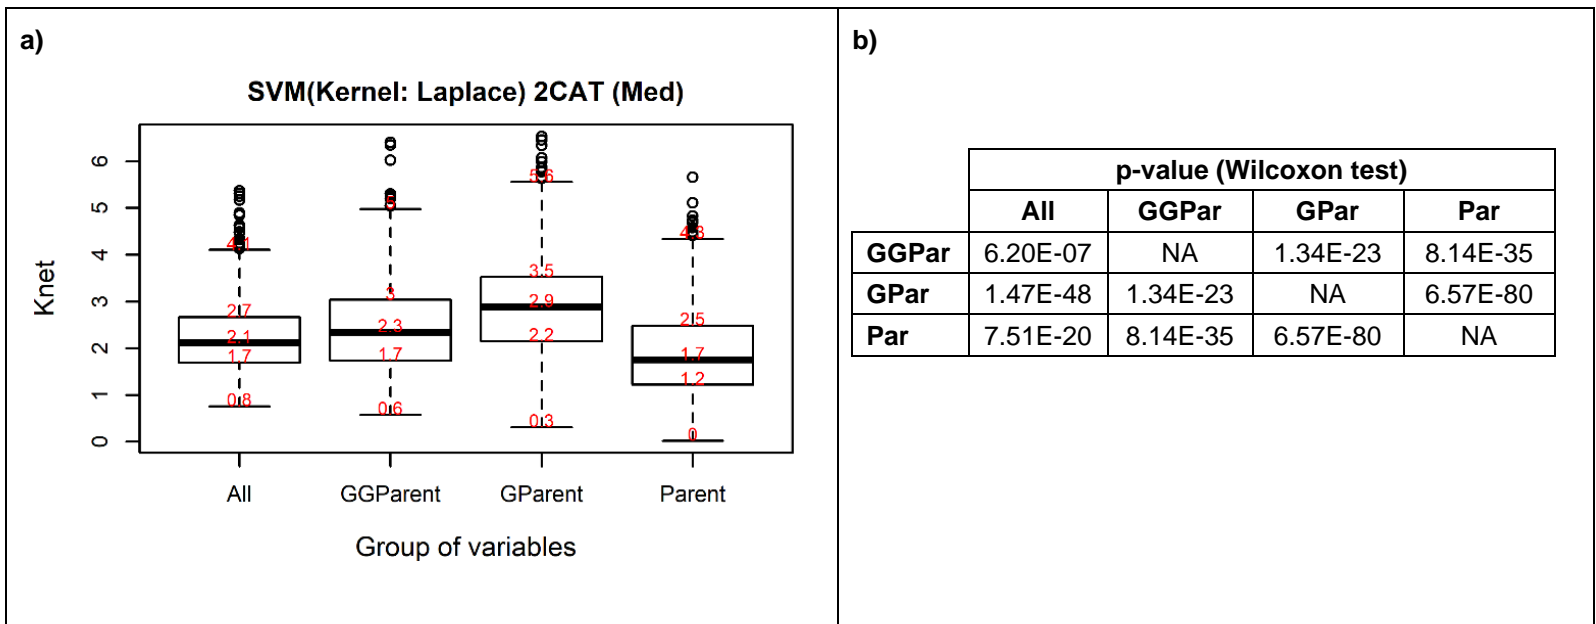 a)
SVM(Kernel: Laplace) 2CAT (Med)
Knet
6
5
4
3
2
1
0
4.1
2.7
2.1
1.7
0.8
5
3
2.3
1.7
0.6
5.6
3.5
2.9
2.2
0.3
4.3
2.5
1.7
1.2
0
All GGParent GParent Parent
Group of variables
b)
p-value (Wilcoxon test)
All GGPar GPar Par
GGPar 6.20E-07 NA 1.34E-23 8.14E-35
GPar 1.47E-48 1.34E-23 NA 6.57E-80
Par 7.51E-20 8.14E-35 6.57E-80 NA